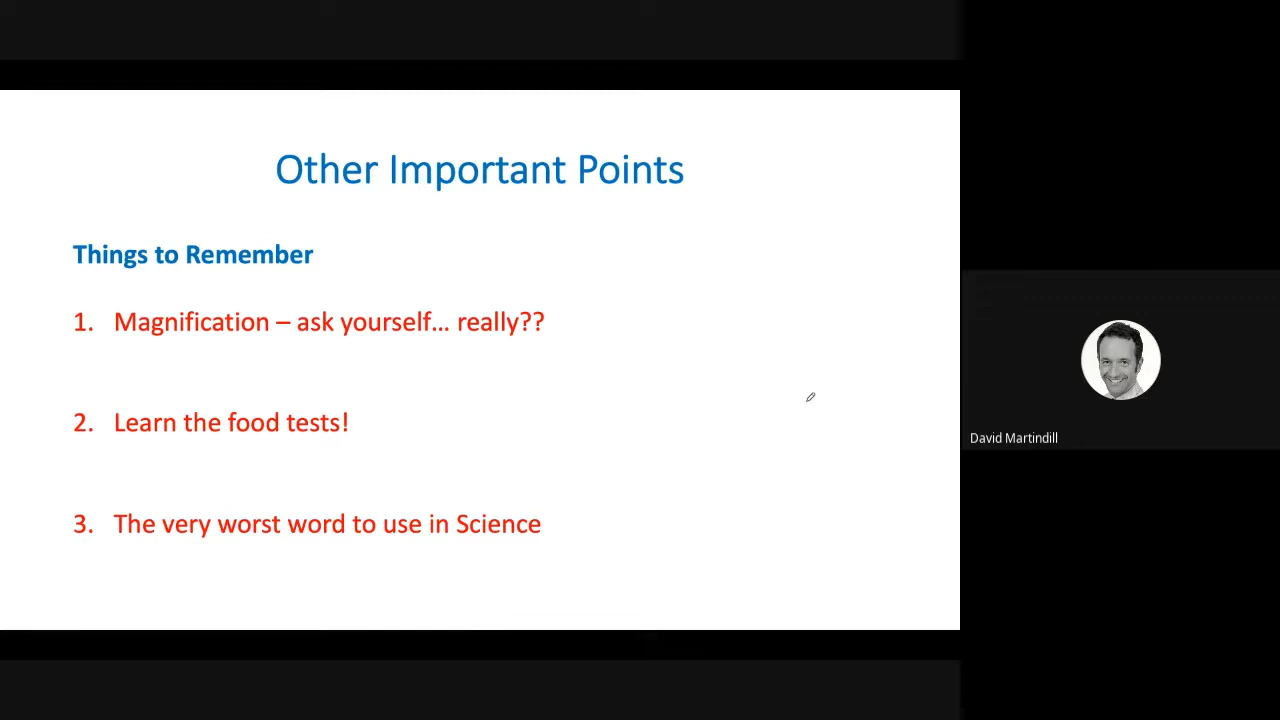 Other Important Points
Things to Remember
1. Magnification – ask yourself... really??
2. Learn the food tests!
3. The very worst word to use in Science
David Martindill